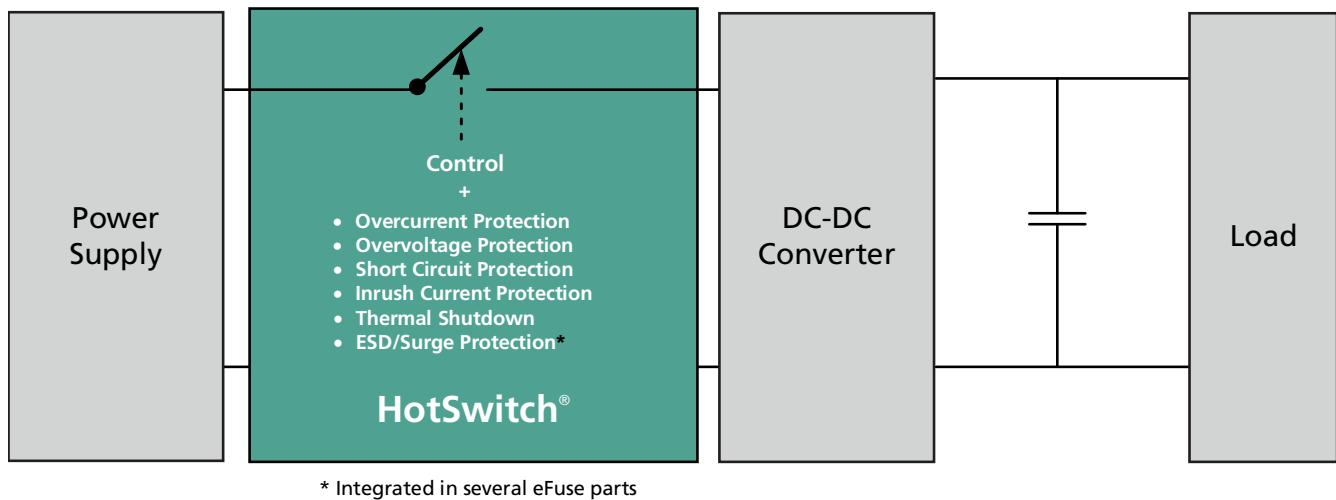 Power
Supply
Control
+
• Overcurrent Protection
• Overvoltage Protection
• Short Circuit Protection
• Inrush Current Protection
• Thermal Shutdown
• ESD/Surge Protection*
HotSwitch®
DC-DC
Converter
Load
* Integrated in several eFuse parts